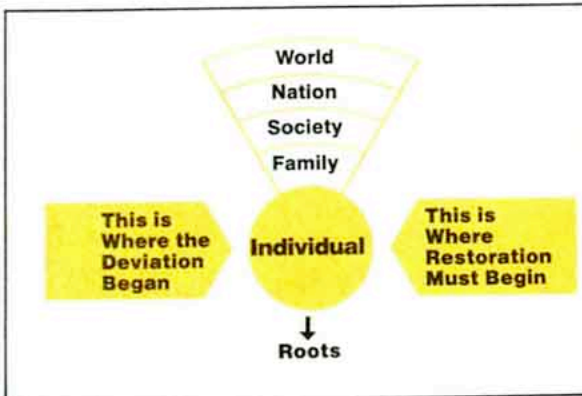 World
Nation
Society
Family
This is
Where the
Deviation
Began
Individual
This is
Where
Restoration
Must Begin
Roots